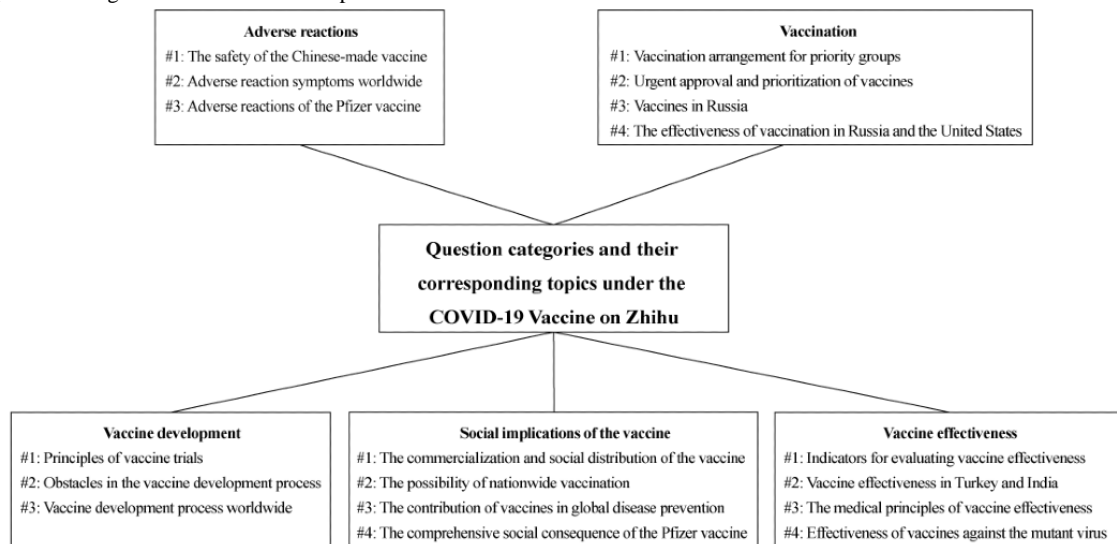 Adverse reactions
#1: The safety of the Chinese-made vaccine
#2: Adverse reaction symptoms worldwide
#3: Adverse reactions of the Pfizer vaccine
Vaccination
#1: Vaccination arrangement for priority groups
#2: Urgent approval and prioritization of vaccines
#3: Vaccines in Russia
#4: The effectiveness of vaccination in Russia and the United States
Question categories and their
corresponding topics under the
COVID-19 Vaccine on Zhihu
Vaccine development
#1: Principles of vaccine trials
#2: Obstacles in the vaccine development process
#3: Vaccine development process worldwide
Social implications of the vaccine
#1: The commercialization and social distribution of the vaccine
#2: The possibility of nationwide vaccination
#3: The contribution of vaccines in global disease prevention
#4: The comprehensive social consequence of the Pfizer vaccine
Vaccine effectiveness
#1: Indicators for evaluating vaccine effectiveness
#2: Vaccine effectiveness in Turkey and India
#3: The medical principles of vaccine effectiveness
#4: Effectiveness of vaccines against the mutant virus